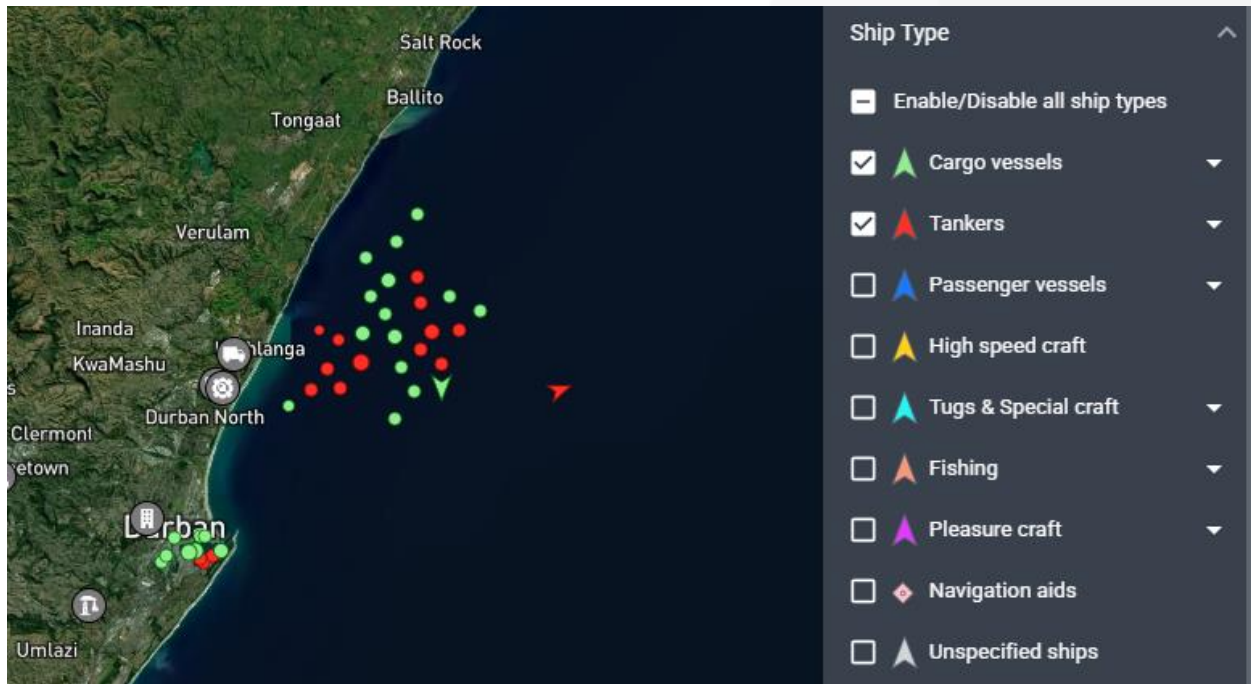 Salt Rock
Ballito
Tongaat
Verulam
Inanda
hlanga
KwaMashu
s
Durban North
Clermont
etown
Durban
Umlazi
Ship Type
Enable/Disable all ship types
Cargo vessels
Tankers
Passenger vessels
High speed craft
Tugs & Special craft
Fishing
Pleasure craft
Navigation aids
Unspecified ships